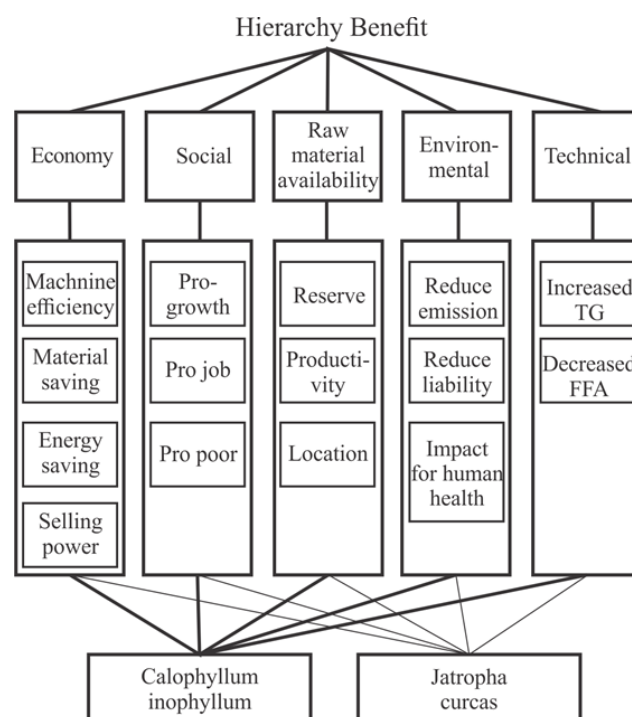 Hierarchy Benefit
Economy
Social
Raw
material
availability
Environ-
mental
Technical
Machnine
efficiency
Material
saving
Energy
saving
Selling
power
Pro-
growth
Pro job
Pro poor
Reserve
Producti-
vity
Location
Reduce
emission
Reduce
liability
Impact
for human
health
Increased
TG
Decreased
FFA
Calophyllum
inophyllum
Jatropha
curcas